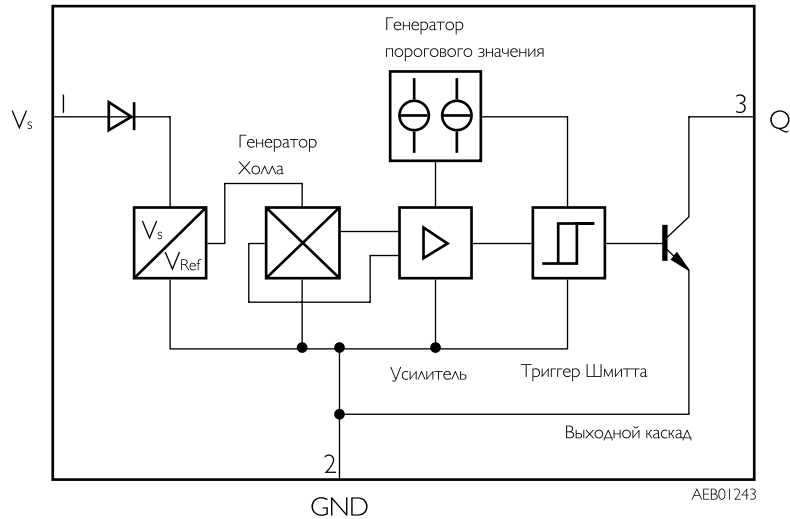 Генератор
порогового значения
Vs
1
3
Q
Генератор
Холла
Vs
VRef
Усилитель
Триггер Шмитта
Выходной каскад
2
AEB01243
GND